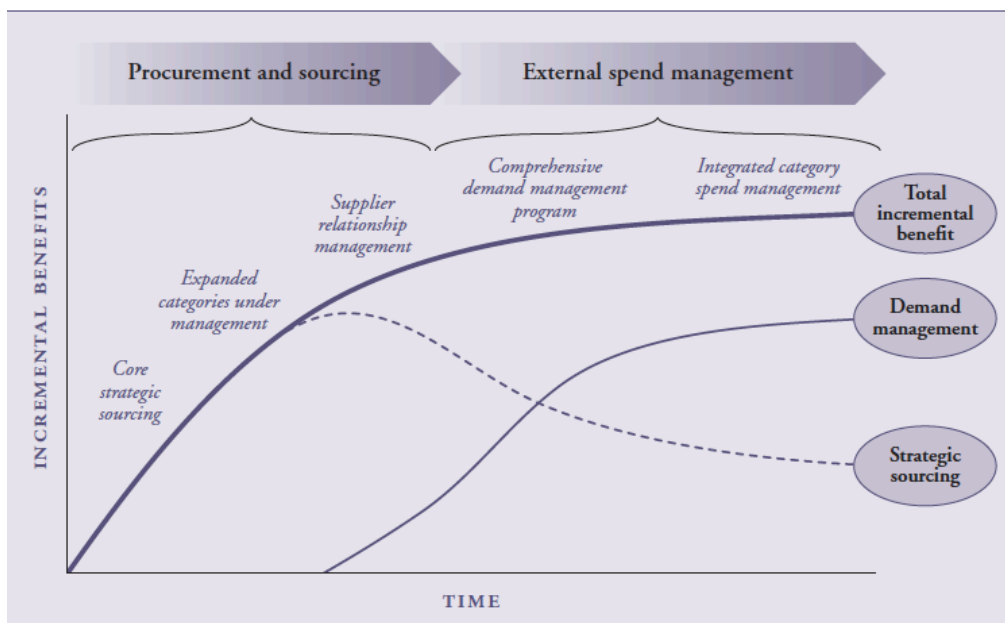 Procurement and sourcing
External spend management
INCREMENTAL BENEFITS
Core
strategic
sourcing
Expanded
categories under
management
Supplier
relationship
management
Comprehensive
demand management
program
Integrated category
spend management
Total
incremental
benefit
Demand
management
Strategic
sourcing
TIME